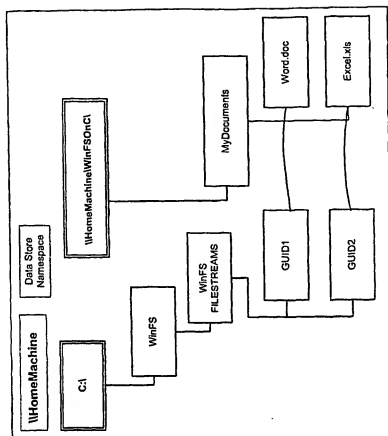 \\HomeMachine
Data Store
Namespace
C:\
\\HomeMachine\WinFSOnC\
WinFS
WinFS
FILESTREAMS
MyDocuments
GUID1
Word.doc
GUID2
Excel.xls